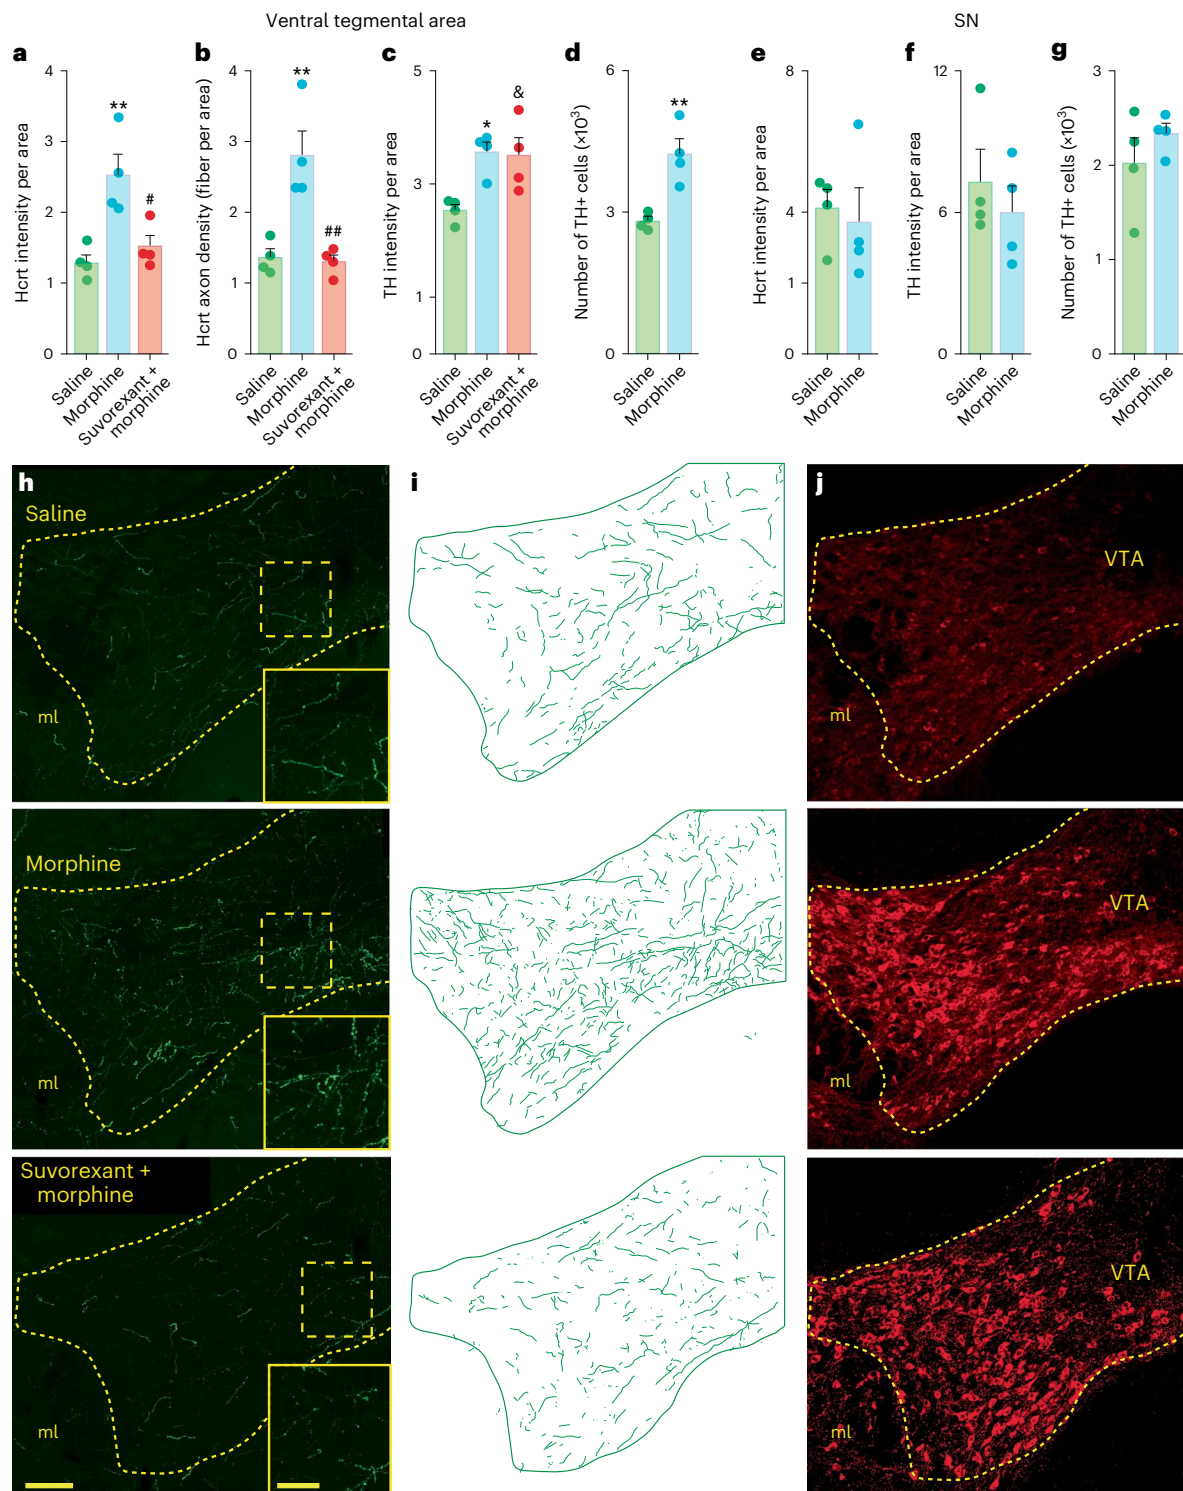 Ventral tegmental area
SN
a
b
c
d
e
f
g
Hcrt intensity per area
4
3
2
1
0
**
#
Saline
Morphine
Suvorexant +
morphine
Hcrt axon density (fiber per area)
4
3
2
1
0
**
##
Saline
Morphine
Suvorexant +
morphine
TH intensity per area
5
3
1
0
*
&
Saline
Morphine
Suvorexant +
morphine
Number of TH+ cells (×10³)
6
3
0
**
Saline
Morphine
Hcrt intensity per area
8
4
1
0
Saline
Morphine
TH intensity per area
12
6
0
Saline
Morphine
Number of TH+ cells (×10³)
3
2
1
0
Saline
Morphine
h
Saline
ml
i
j
VTA
ml
Morphine
ml
VTA
ml
Suvorexant +
morphine
ml
VTA
ml